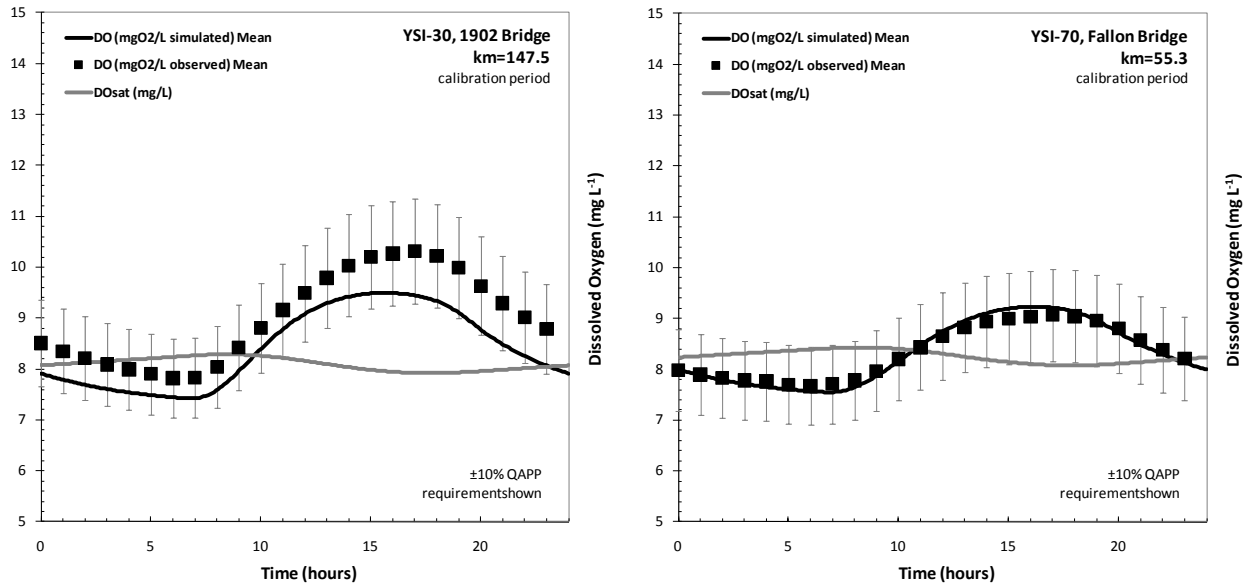 15
14
13
12
11
10
9
8
7
6
5
DO (mgO2/L simulated) Mean
DO (mgO2/L observed) Mean
DOsat (mg/L)
YSI-30, 1902 Bridge
km=147.5
calibration period
±10% QAPP
requirementshown
0
5
10
15
20
Time (hours)
Dissolved Oxygen (mg L-1)
15
14
13
12
11
10
9
8
7
6
5
DO (mgO2/L simulated) Mean
DO (mgO2/L observed) Mean
DOsat (mg/L)
YSI-70, Fallon Bridge
km=55.3
calibration period
±10% QAPP
requirementshown
0
5
10
15
20
Time (hours)
Dissolved Oxygen (mg L-1)